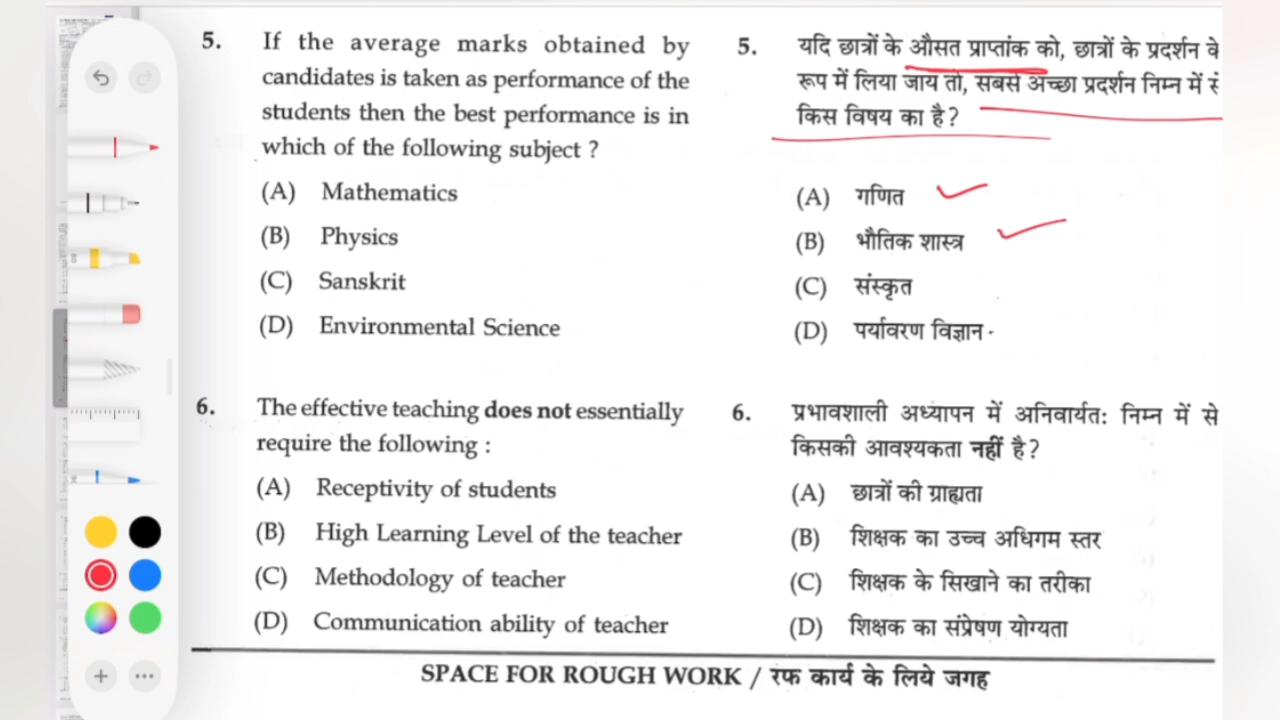 5. If the average marks obtained by
candidates is taken as performance of the
students then the best performance is in
which of the following subject ?
(A) Mathematics
(B) Physics
(C) Sanskrit
(D) Environmental Science
6. The effective teaching does not essentially
require the following :
(A) Receptivity of students
(B) High Learning Level of the teacher
(C) Methodology of teacher
(D) Communication ability of teacher
5. यदि छात्रों के औसत प्राप्तांक को, छात्रों के प्रदर्शन के
रूप में लिया जाय तो, सबसे अच्छा प्रदर्शन निम्न में से
किस विषय का है?
(A) गणित
(B) भौतिक शास्त्र
(C) संस्कृत
(D) पर्यावरण विज्ञान
6. प्रभावशाली अध्यापन में अनिवार्यत: निम्न में से
किसकी आवश्यकता नहीं है?
(A) छात्रों की ग्राह्यता
(B) शिक्षक का उच्च अधिगम स्तर
(C) शिक्षक के सिखाने का तरीका
(D) शिक्षक का संप्रेषण योग्यता
SPACE FOR ROUGH WORK / रफ कार्य के लिये जगह